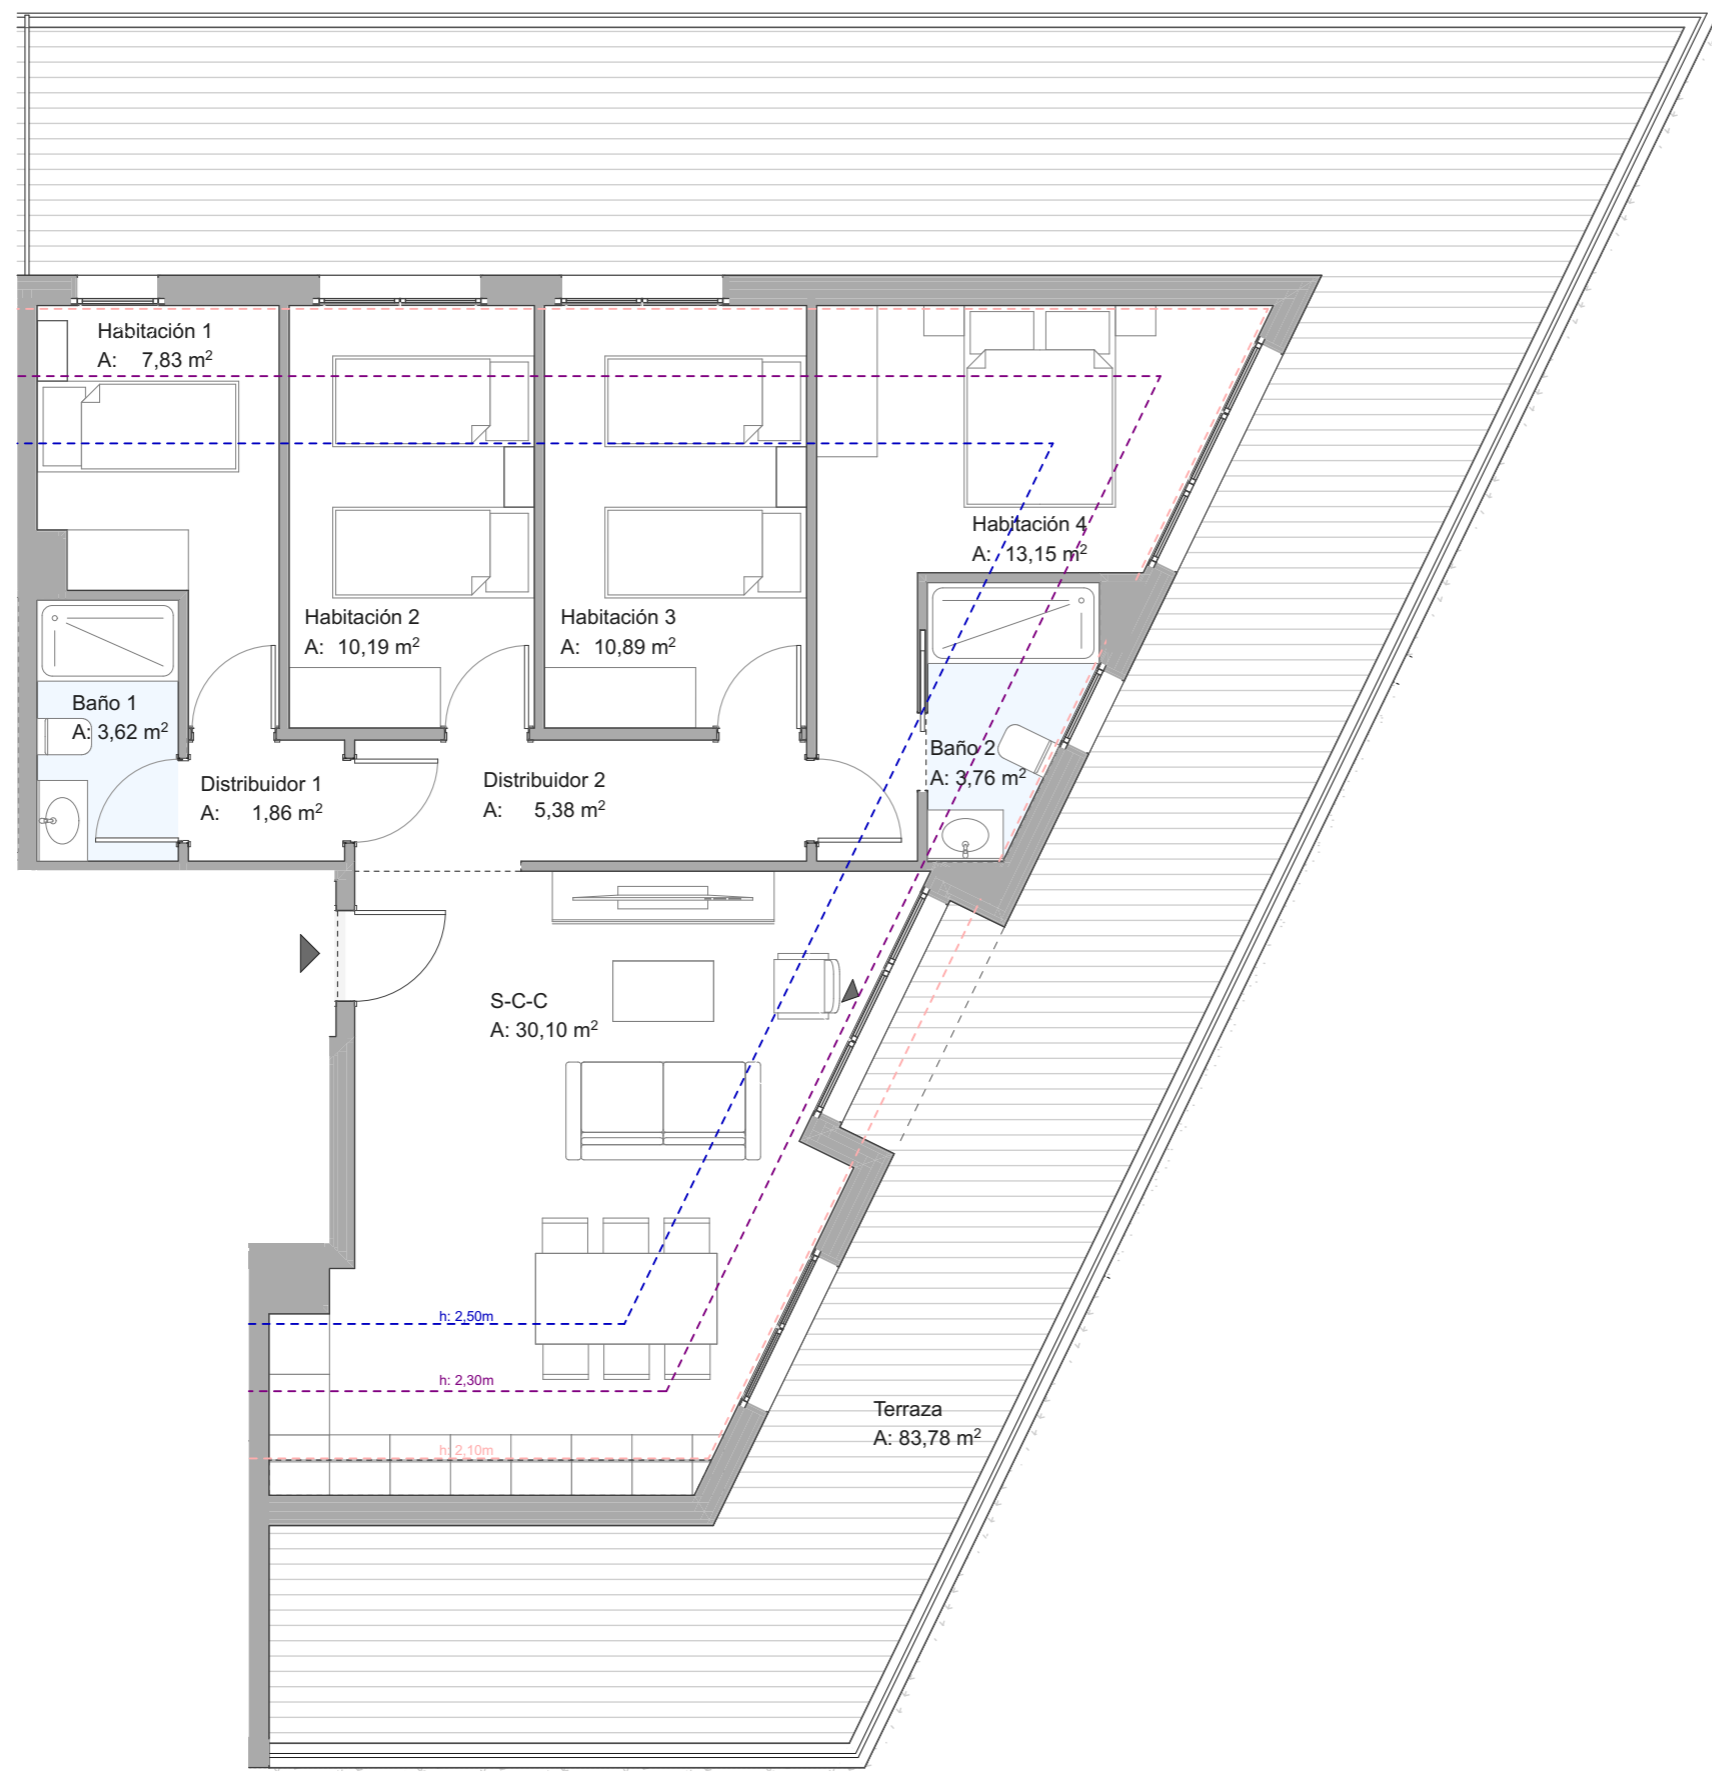 Habitación 1
A: 7,83 m²
Habitación 4
A: 13,15 m²
Habitación 2
A: 10,19 m²
Habitación 3
A: 10,89 m²
Baño 1
A: 3,62 m²
Baño 2
A: 3,76 m²
Distribuidor 1
A: 1,86 m²
Distribuidor 2
A: 5,38 m²
S-C-C
A: 30,10 m²
h: 2,50m
h: 2,30m
h: 2,10m
Terraza
A: 83,78 m²